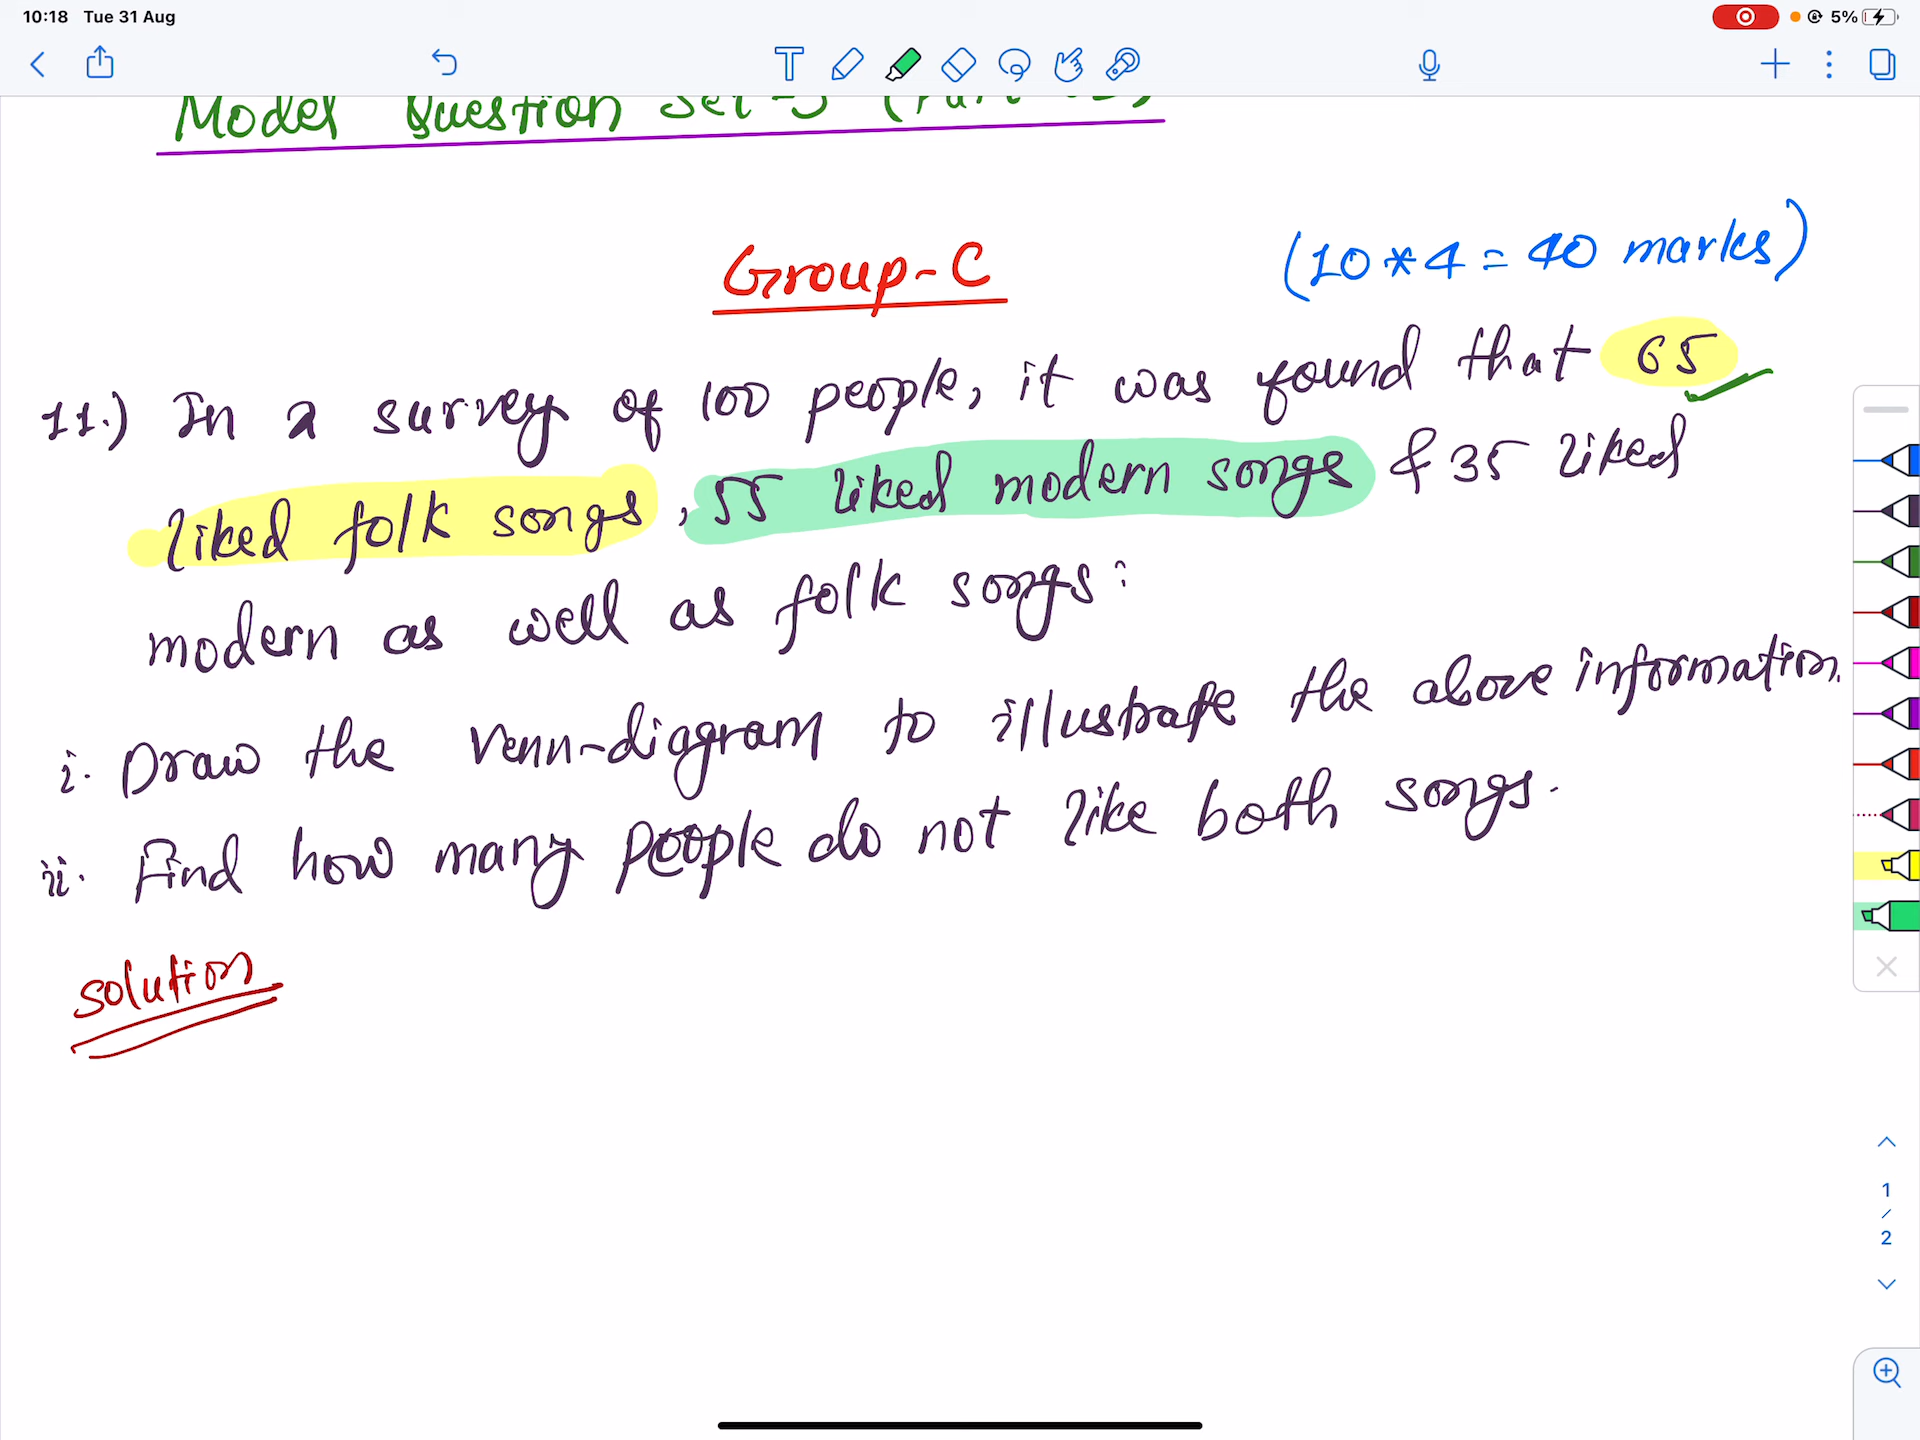 10:18 Tue 31 Aug
5%
Model Question Set
Group-C
(10*4 = 40 marks)
11.) In a survey of 100 people, it was found that 65
liked folk songs, 55 liked modern songs & 35 liked
modern as well as folk songs:
i. Draw the Venn-diagram to illustrate the above information.
ii. Find how many people do not like both songs.
solution
1
/
2